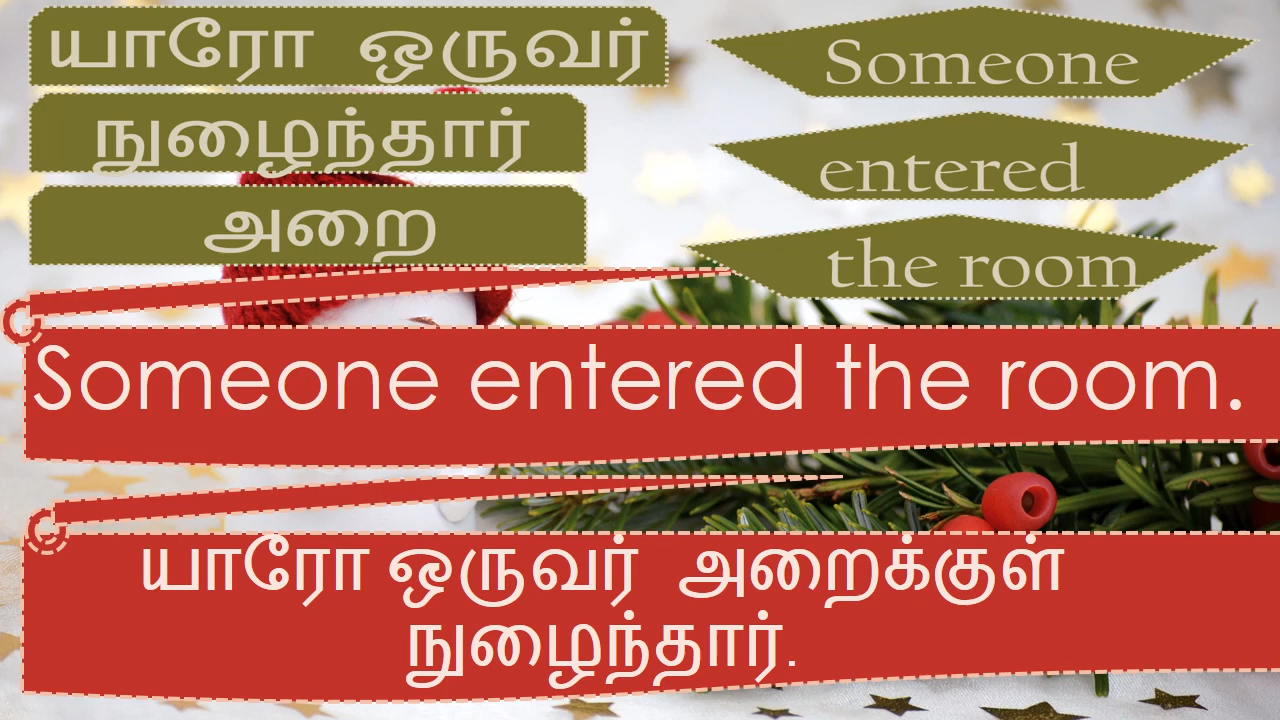 யாரோ ஒருவர்
Someone
நுழைந்தார்
entered
அறை
the room
Someone entered the room.
யாரோ ஒருவர் அறைக்குள்
நுழைந்தார்.